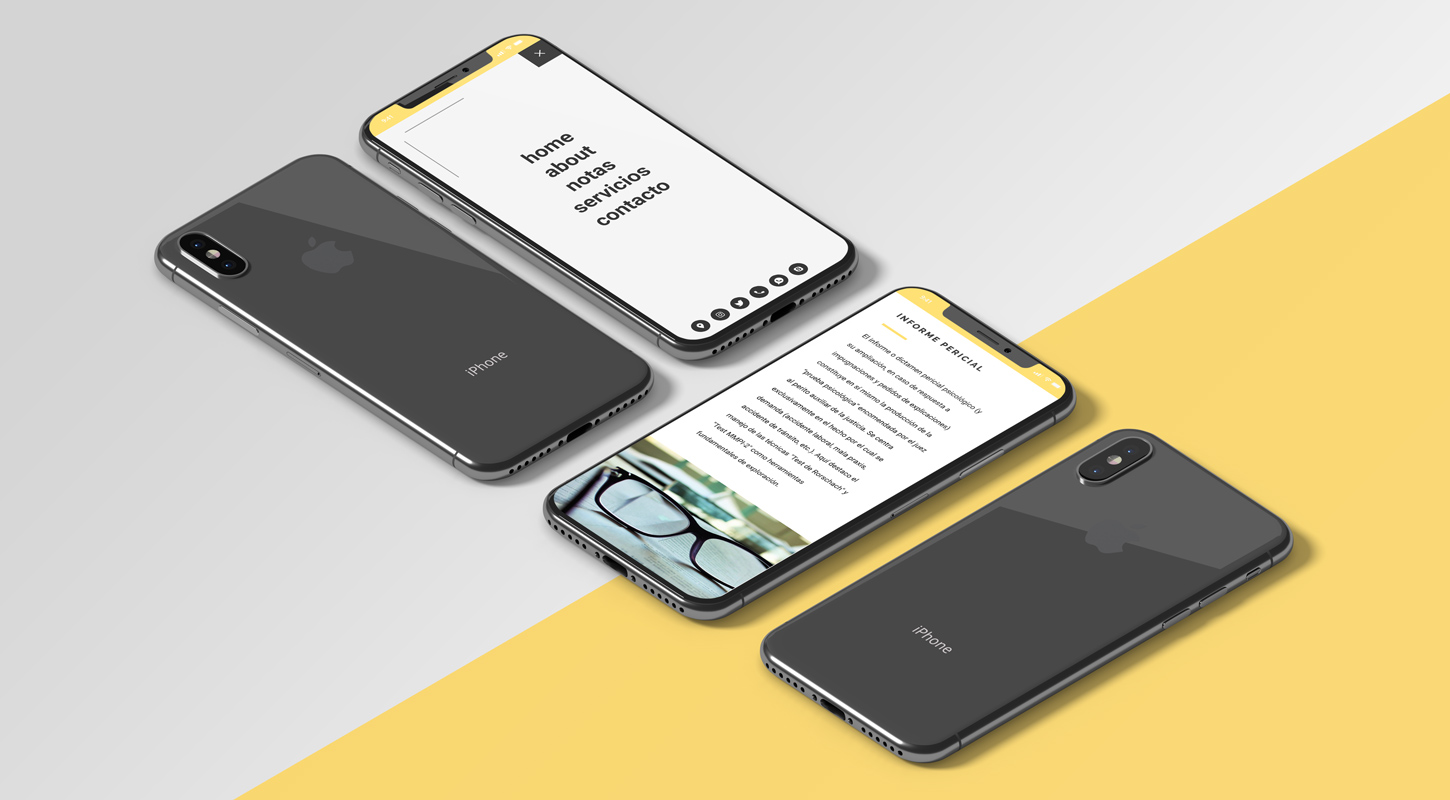 home
about
notas
servicios
contacto
iPhone
INFORME PERICIAL
El informe o dictamen pericial psicológico (y
su ampliación, en caso de respuesta a
impugnaciones y pedidos de explicaciones)
constituye en sí mismo la producción de la
"prueba psicológica" encomendada por el juez
al perito auxiliar de la justicia. Se centra
exclusivamente en el hecho por el cual se
demanda (accidente laboral, mala praxis,
accidente de tránsito, etc.). Aquí destaco el
manejo de las técnicas "Test de Rorschach" y
"Test MMPI-2" como herramientas
fundamentales de exploración.
iPhone